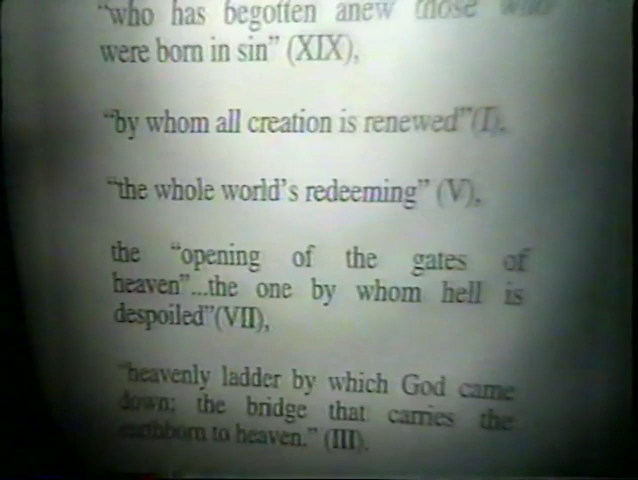 “who has begotten anew those who
were born in sin” (XIX),
“by whom all creation is renewed”(I),
“the whole world’s redeeming” (V),
the “opening of the gates of
heaven”...the one by whom hell is
despoiled”(VII),
“heavenly ladder by which God came
down; the bridge that carries the
earthborn to heaven.” (III).